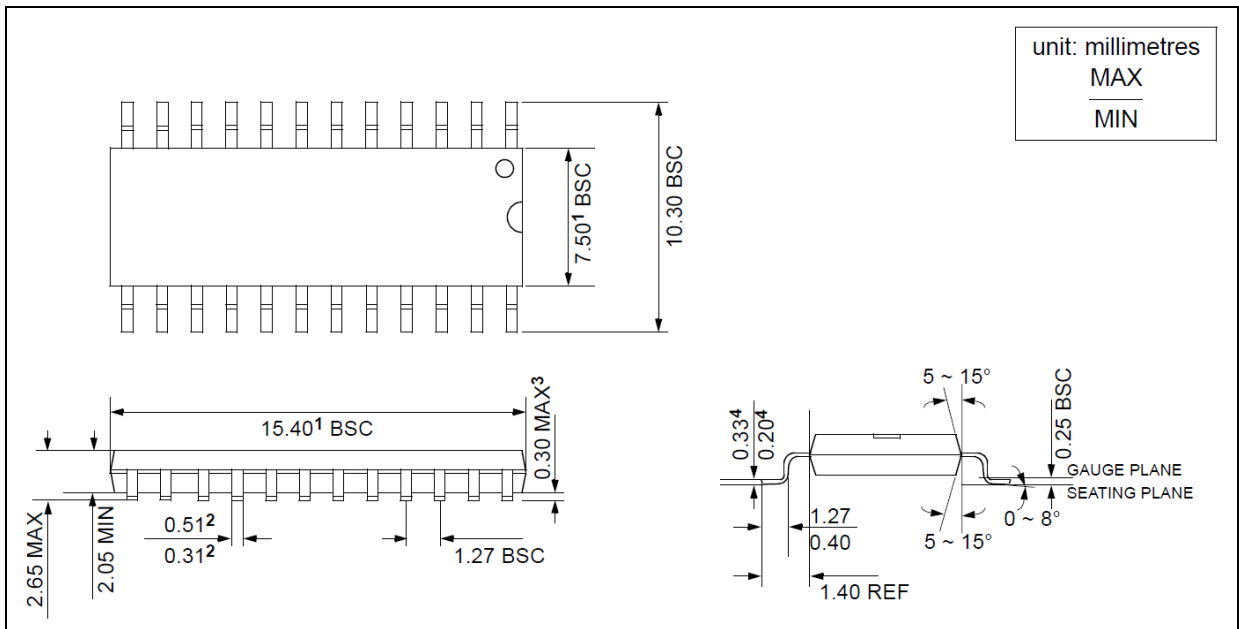 unit: millimetres
MAX
MIN
7.50¹ BSC
10.30 BSC
15.40¹ BSC
0.30 MAX³
2.65 MAX
2.05 MIN
0.51²
0.31²
1.27 BSC
0.33⁴
0.20⁴
5 ~ 15°
0.25 BSC
GAUGE PLANE
SEATING PLANE
0 ~ 8°
1.27
0.40
5 ~ 15°
1.40 REF